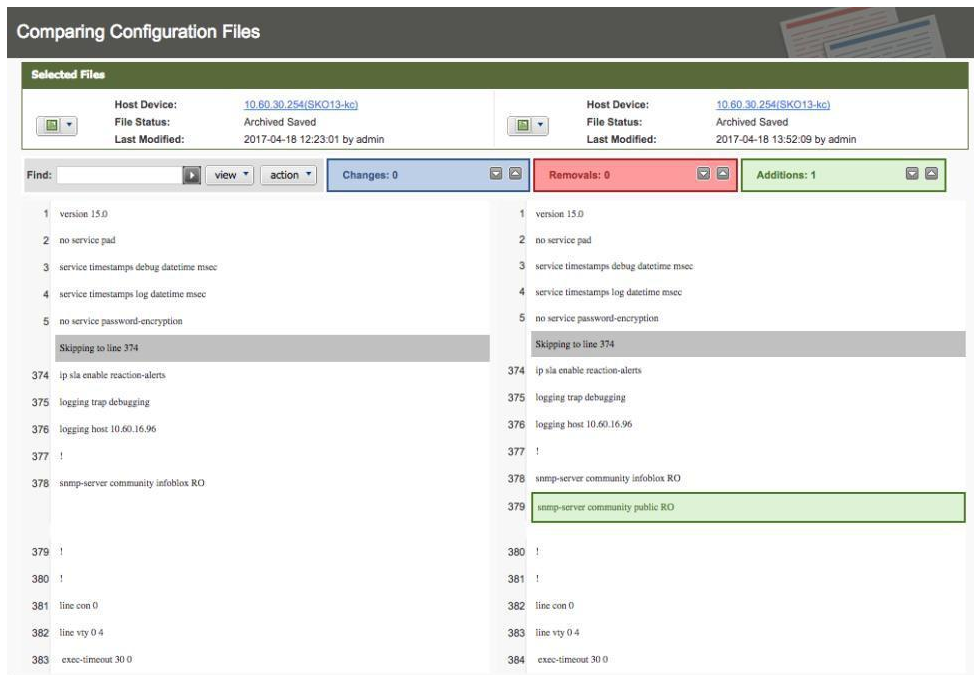 Comparing Configuration Files
Selected Files
Host Device: 10.60.30.254(SKO13-kc)
File Status: Archived Saved
Last Modified: 2017-04-18 12:23:01 by admin
Host Device: 10.60.30.254(SKO13-kc)
File Status: Archived Saved
Last Modified: 2017-04-18 13:52:09 by admin
Find: view action Changes: 0 Removals: 0 Additions: 1
1 version 15.0
2 no service pad
3 service timestamps debug datetime msec
4 service timestamps log datetime msec
5 no service password-encryption
Skipping to line 374
374 ip sla enable reaction-alerts
375 logging trap debugging
376 logging host 10.60.16.96
377 !
378 snmp-server community infoblox RO
379 !
380 !
381 line con 0
382 line vty 0 4
383 exec-timeout 30 0
1 version 15.0
2 no service pad
3 service timestamps debug datetime msec
4 service timestamps log datetime msec
5 no service password-encryption
Skipping to line 374
374 ip sla enable reaction-alerts
375 logging trap debugging
376 logging host 10.60.16.96
377 !
378 snmp-server community infoblox RO
379 snmp-server community public RO
380 !
381 !
382 line con 0
383 line vty 0 4
384 exec-timeout 30 0